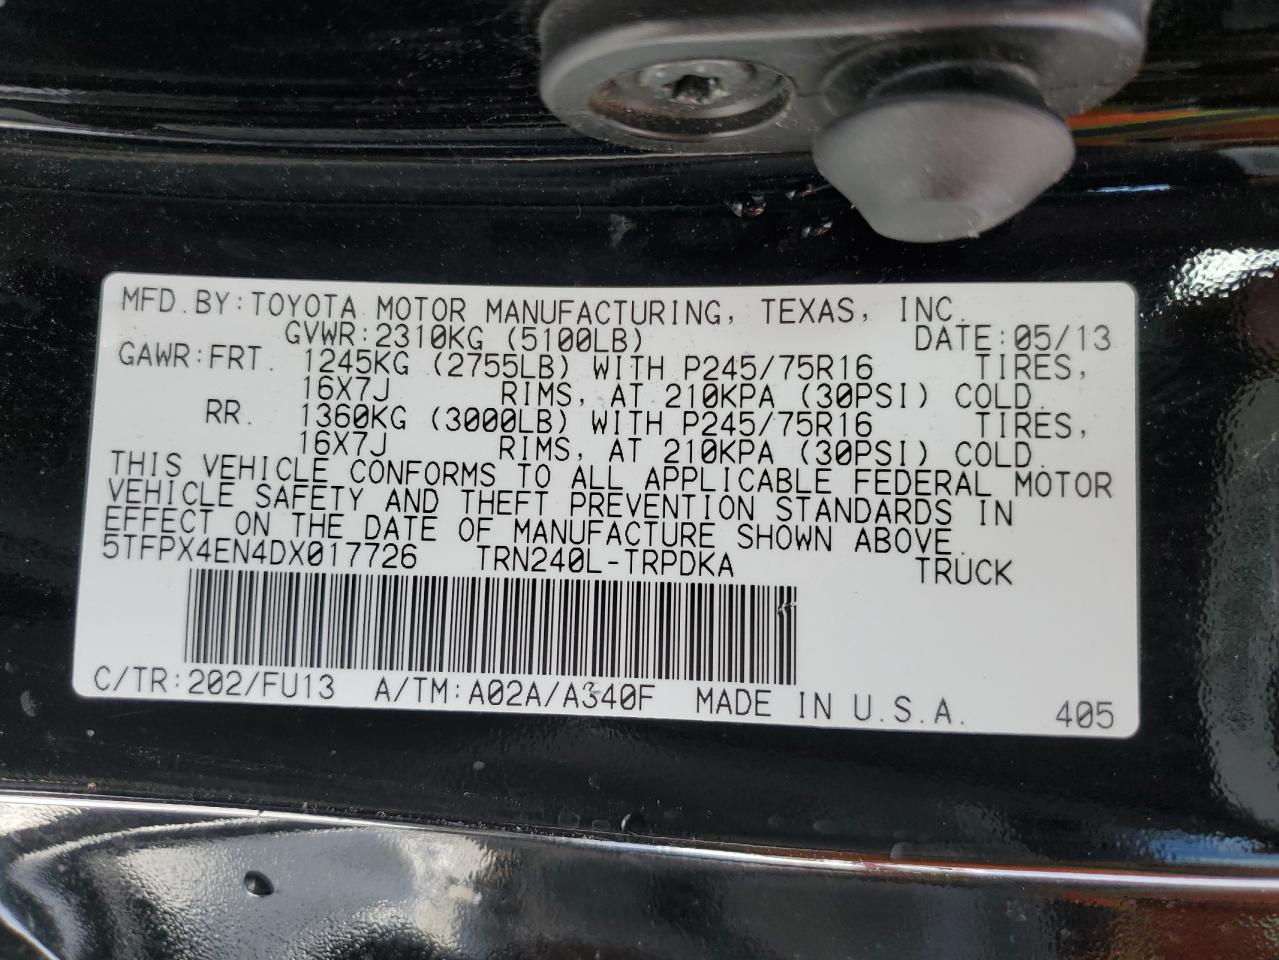 MFD. BY: TOYOTA MOTOR MANUFACTURING, TEXAS, INC.
GVWR: 2310KG (5100LB) DATE: 05/13
GAWR: FRT. 1245KG (2755LB) WITH P245/75R16 TIRES,
16X7J RIMS, AT 210KPA (30PSI) COLD.
RR. 1360KG (3000LB) WITH P245/75R16 TIRES,
16X7J RIMS, AT 210KPA (30PSI) COLD.
THIS VEHICLE CONFORMS TO ALL APPLICABLE FEDERAL MOTOR
VEHICLE SAFETY AND THEFT PREVENTION STANDARDS IN
EFFECT ON THE DATE OF MANUFACTURE SHOWN ABOVE.
5TFPX4EN4DX017726 TRN240L-TRPDKA TRUCK
C/TR: 202/FU13 A/TM: A02A/A340F MADE IN U.S.A. 405